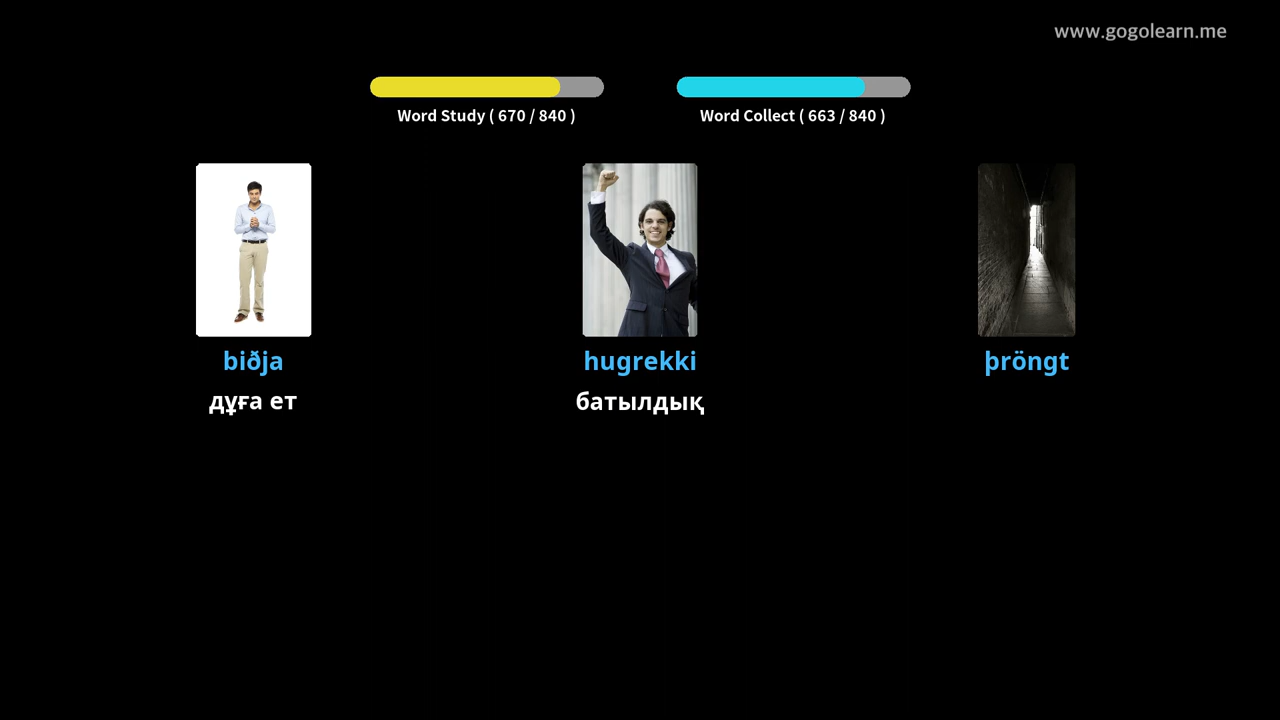 www.gogolearn.me
Word Study ( 670 / 840 )
Word Collect ( 663 / 840 )
biðja
hugrekki
þröngt
дұға ет
батылдық